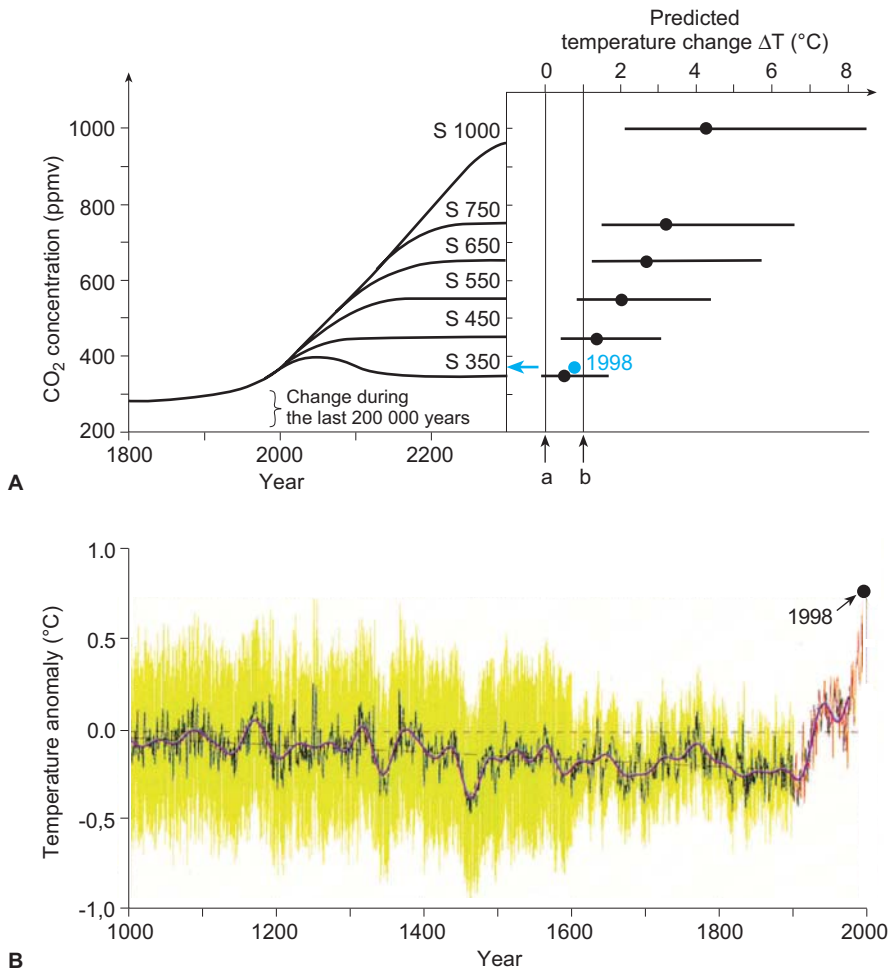 Predicted
temperature change ΔT (°C)
0 2 4 6 8
CO2 concentration (ppmv)
1000
800
600
400
200
S 1000
S 750
S 650
S 550
S 450
S 350
1998
Change during
the last 200 000 years
1800 2000 2200
Year
a b
A
Temperature anomaly (°C)
1.0
0.5
0.0
-0,5
-1,0
1998
1000 1200 1400 1600 1800 2000
Year
B